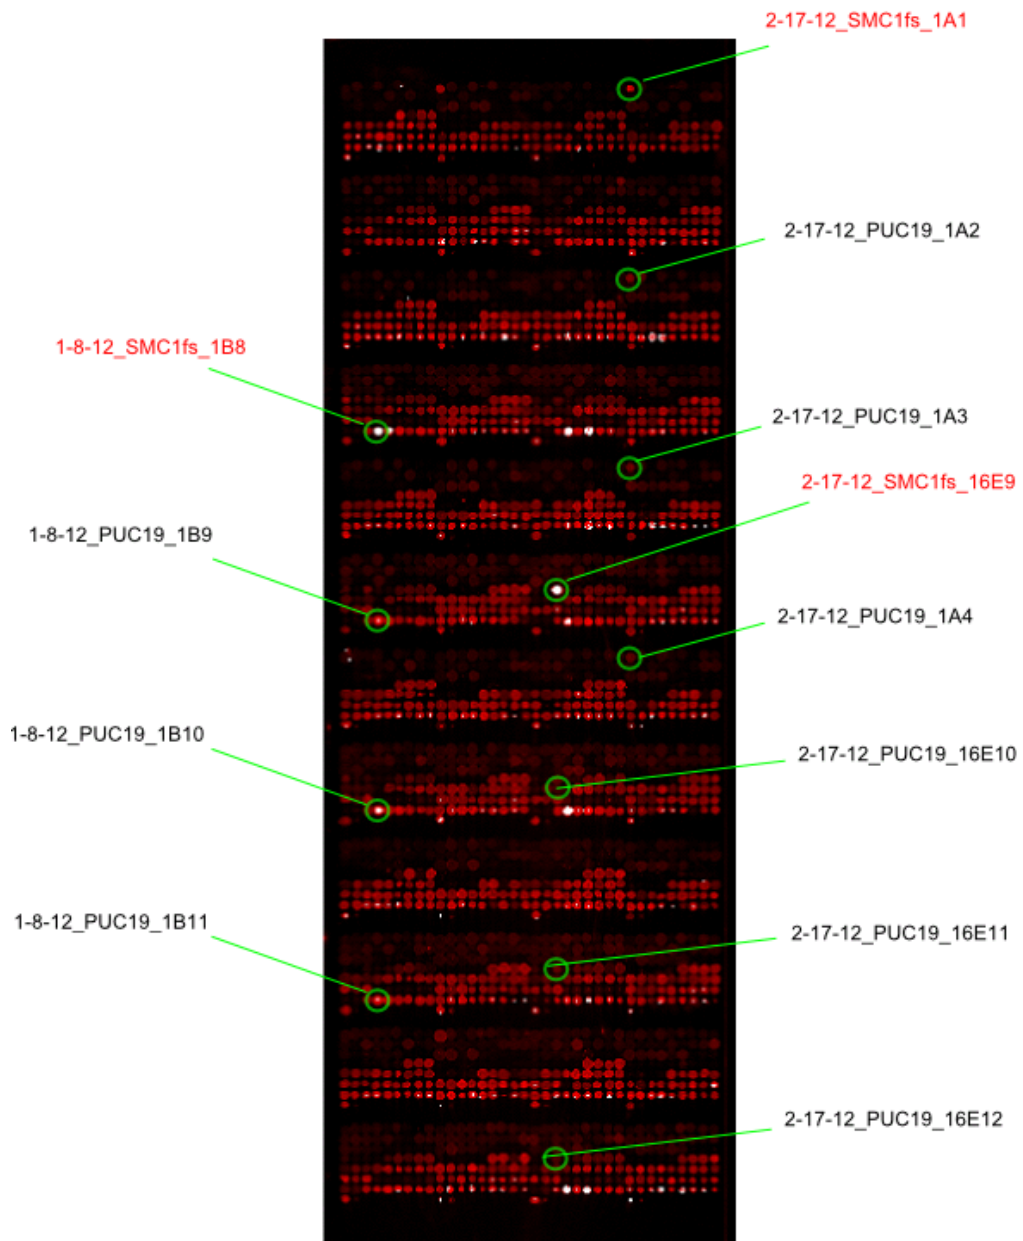 2-17-12_SMC1fs_1A1
2-17-12_PUC19_1A2
1-8-12_SMC1fs_1B8
2-17-12_PUC19_1A3
2-17-12_SMC1fs_16E9
1-8-12_PUC19_1B9
2-17-12_PUC19_1A4
1-8-12_PUC19_1B10
2-17-12_PUC19_16E10
1-8-12_PUC19_1B11
2-17-12_PUC19_16E11
2-17-12_PUC19_16E12